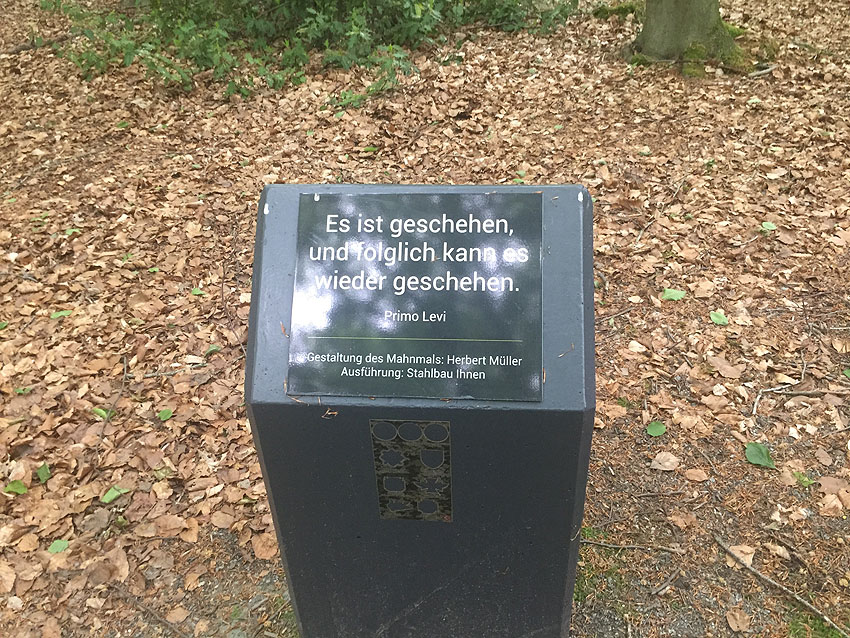 Es ist geschehen,
und folglich kann es
wieder geschehen.
Primo Levi
Gestaltung des Mahnmals: Herbert Müller
Ausführung: Stahlbau Ihnen